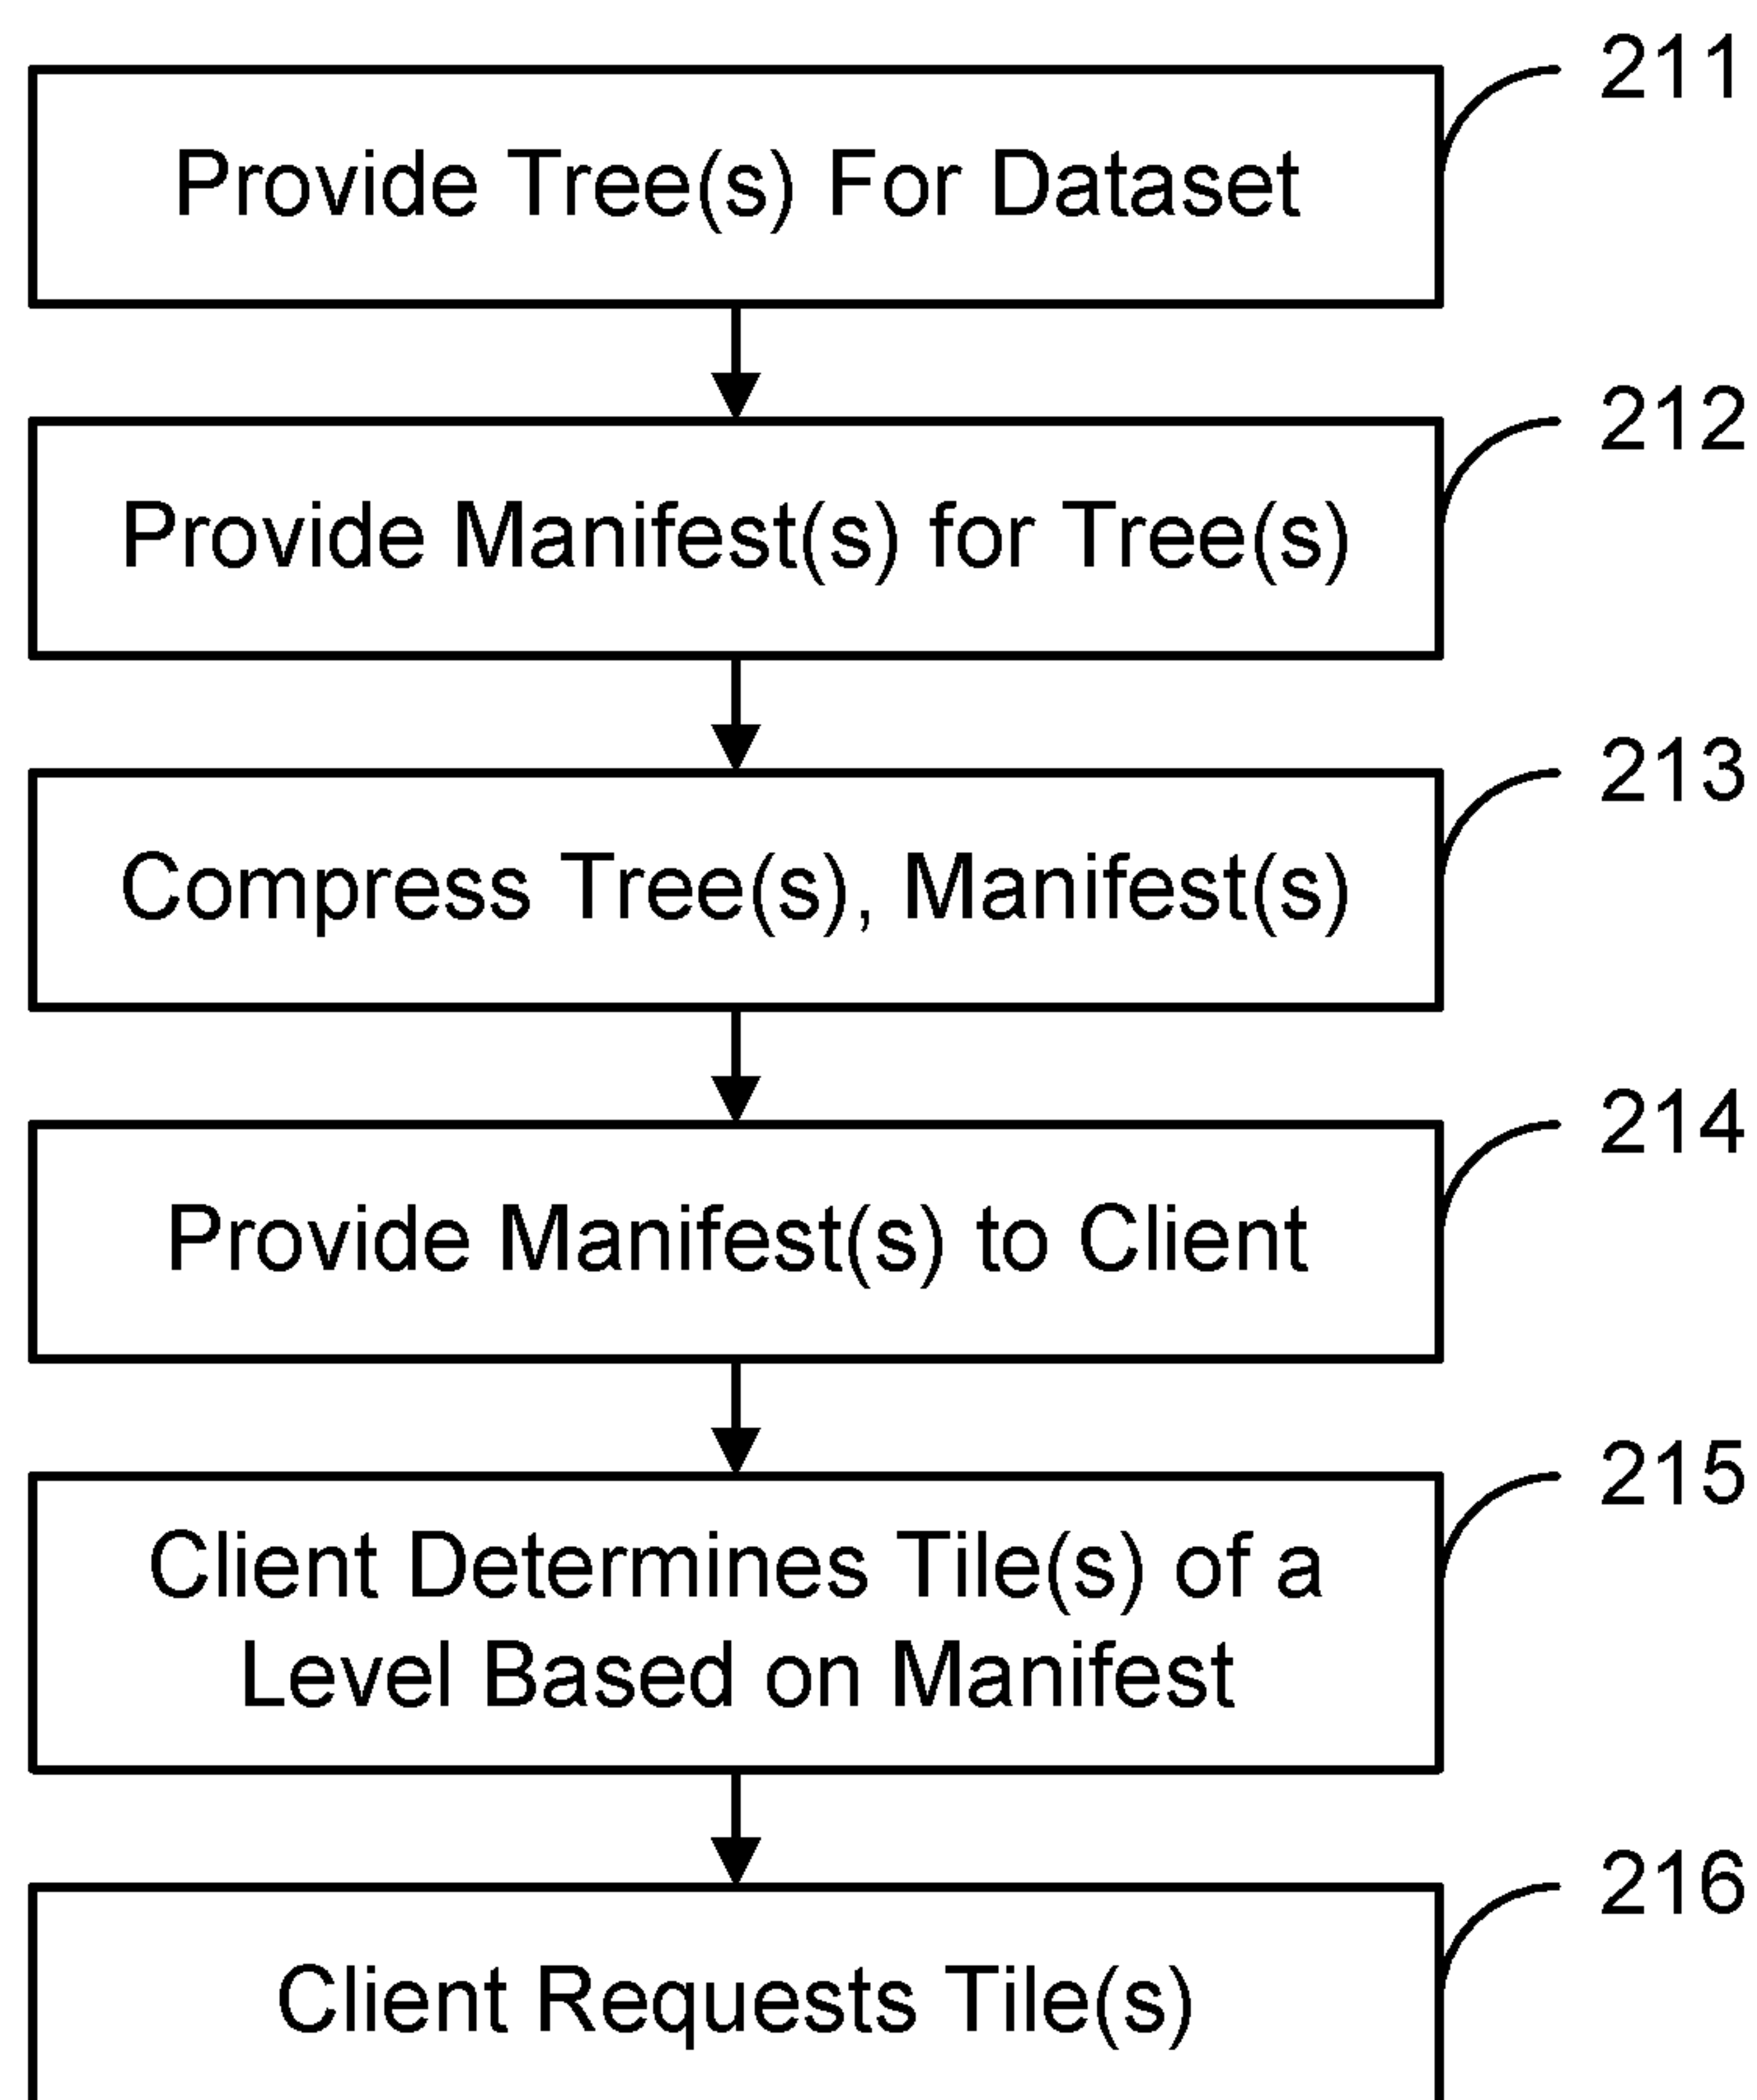 211
Provide Tree(s) For Dataset
212
Provide Manifest(s) for Tree(s)
213
Compress Tree(s), Manifest(s)
214
Provide Manifest(s) to Client
215
Client Determines Tile(s) of a
Level Based on Manifest
216
Client Requests Tile(s)